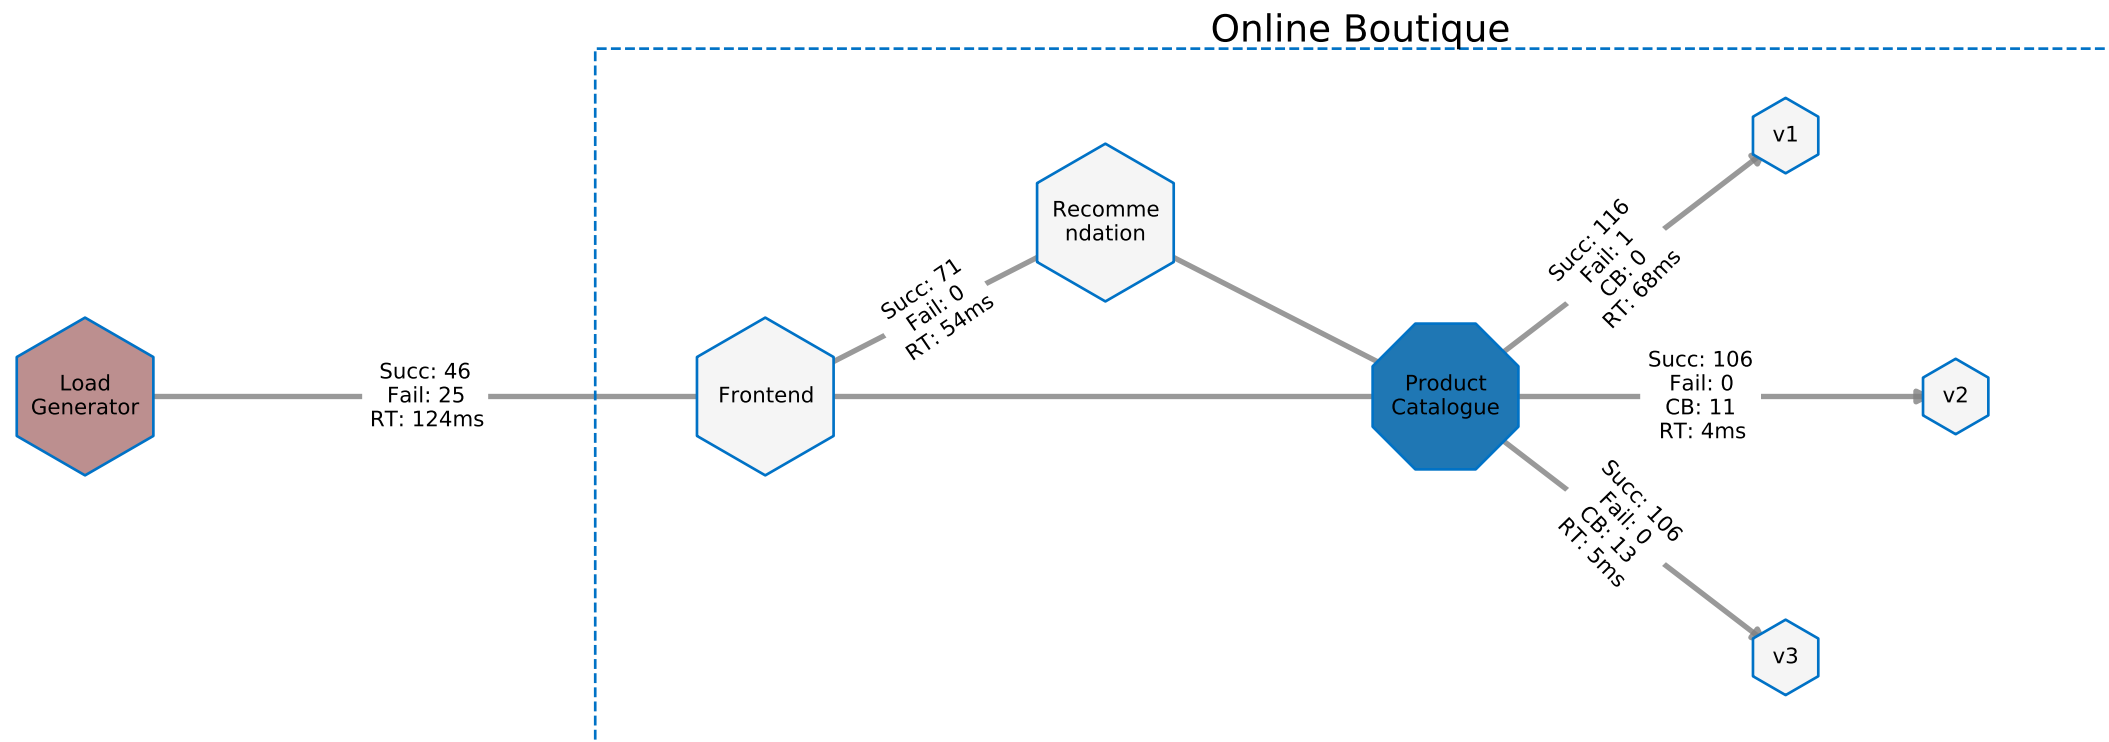 Online Boutique
Load
Generator
Succ: 46
Fail: 25
RT: 124ms
Frontend
Succ: 71
Fail: 0
RT: 54ms
Recomme
ndation
Product
Catalogue
Succ: 116
Fail: 1
CB: 0
RT: 68ms
v1
Succ: 106
Fail: 0
CB: 11
RT: 4ms
v2
Succ: 106
Fail: 0
CB: 13
RT: 5ms
v3